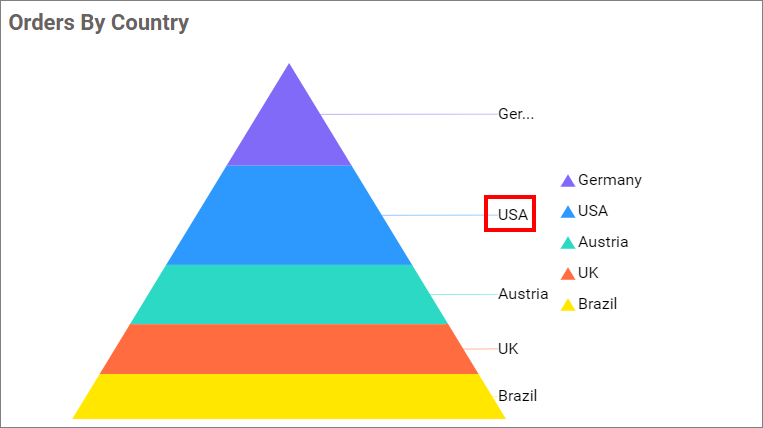 Orders By Country
Ger...
USA
Austria
UK
Brazil
Germany
USA
Austria
UK
Brazil